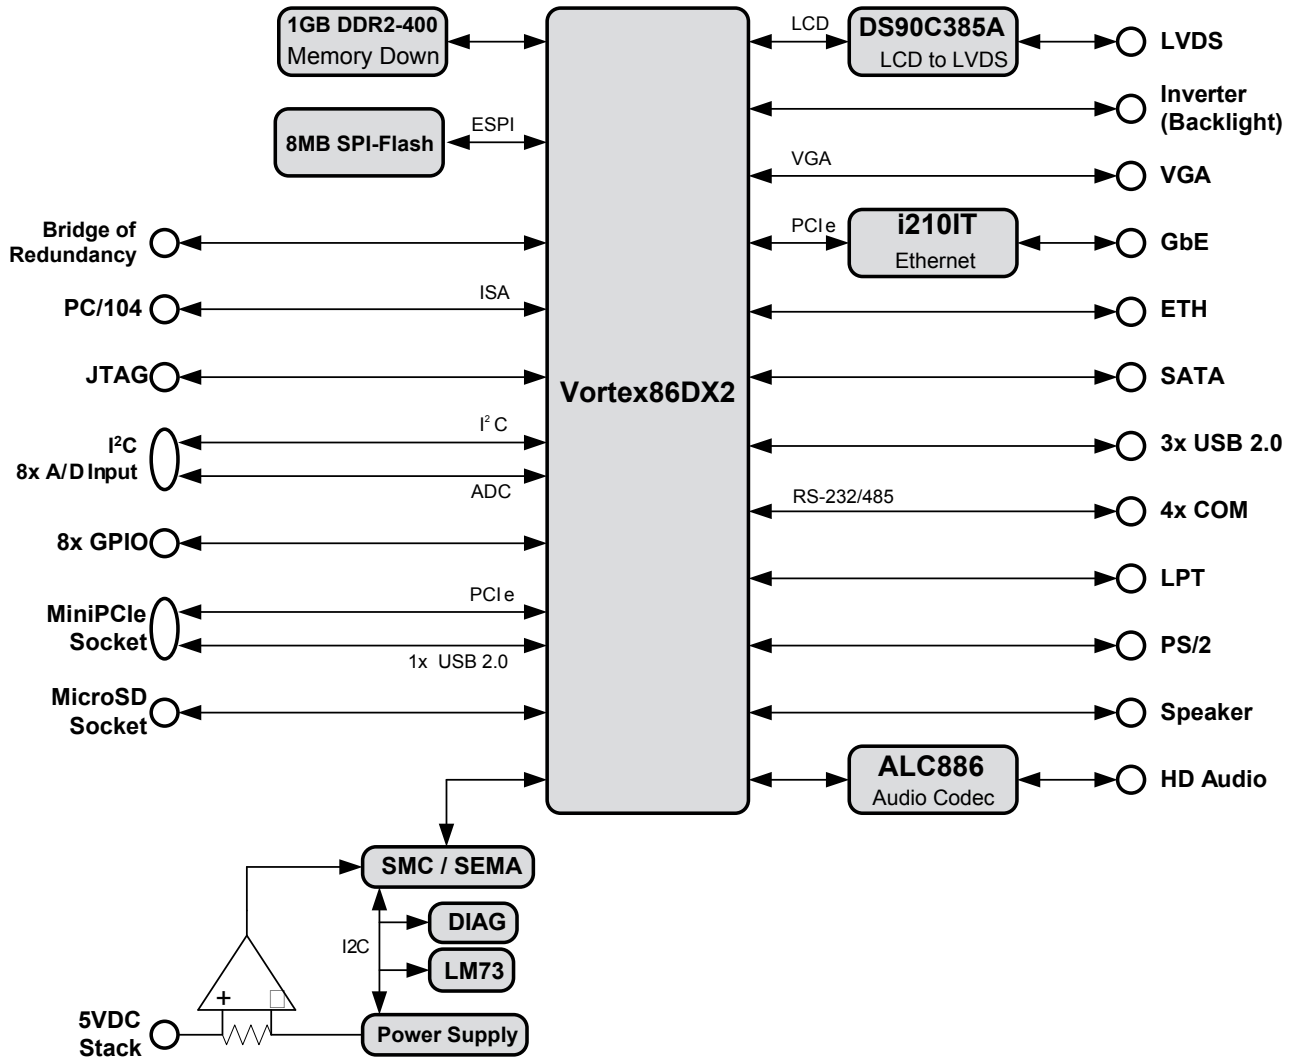 1GB DDR2-400
Memory Down
ESPI
8MB SPI-Flash
Bridge of
Redundancy
ISA
PC/104
JTAG
I²C
I²C
8x A/D Input
ADC
8x GPIO
PCIe
MiniPCIe
Socket
1x USB 2.0
MicroSD
Socket
Vortex86DX2
LCD
DS90C385A
LCD to LVDS
LVDS
Inverter
(Backlight)
VGA
VGA
PCIe
i210IT
Ethernet
GbE
ETH
SATA
3x USB 2.0
RS-232/485
4x COM
LPT
PS/2
Speaker
ALC886
Audio Codec
HD Audio
SMC / SEMA
DIAG
I2C
LM73
+
5VDC
Stack
Power Supply